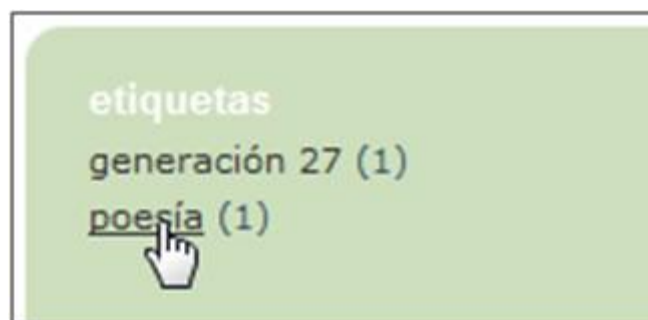 etiquetas
generación 27 (1)
poesía (1)